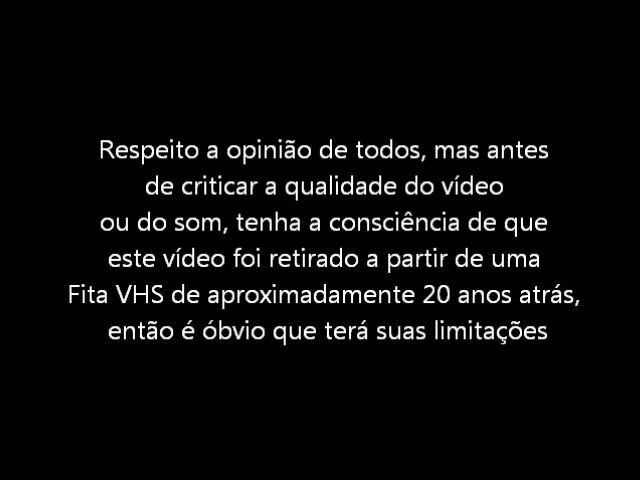 Respeito a opinião de todos, mas antes
de criticar a qualidade do vídeo
ou do som, tenha a consciência de que
este vídeo foi retirado a partir de uma
Fita VHS de aproximadamente 20 anos atrás,
então é óbvio que terá suas limitações